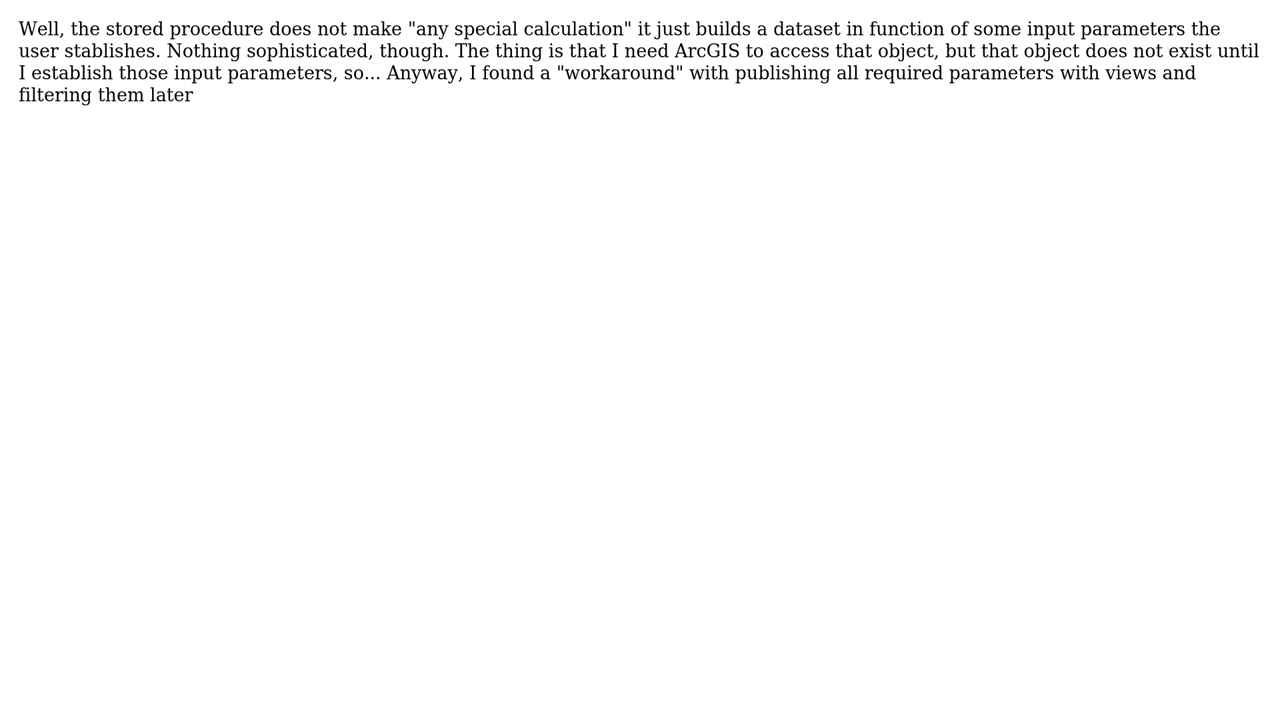 Well, the stored procedure does not make "any special calculation" it just builds a dataset in function of some input parameters the
user stablishes. Nothing sophisticated, though. The thing is that I need ArcGIS to access that object, but that object does not exist until
I establish those input parameters, so... Anyway, I found a "workaround" with publishing all required parameters with views and
filtering them later